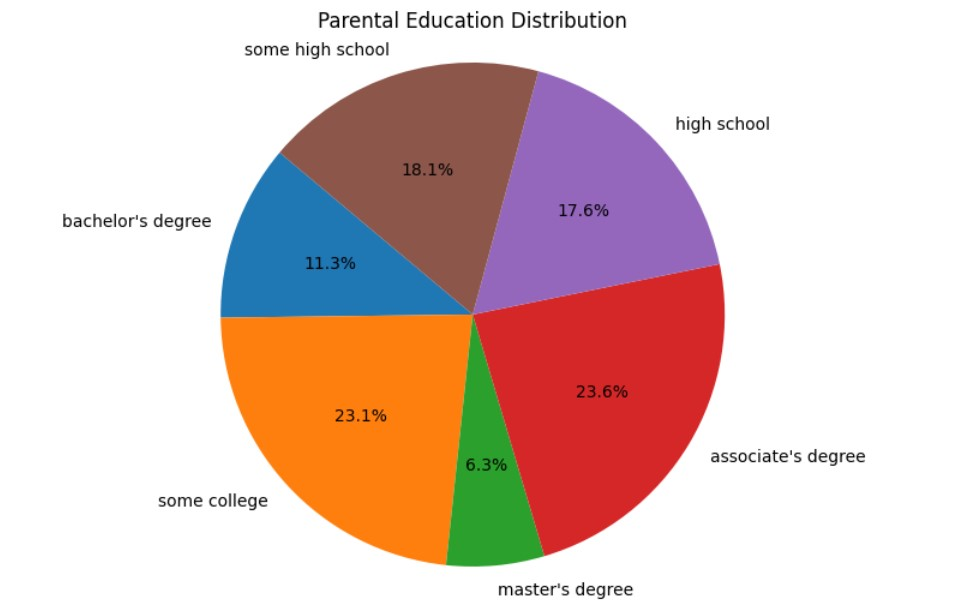 Parental Education Distribution
some high school
high school
18.1%
17.6%
bachelor's degree
11.3%
23.6%
23.1%
associate's degree
6.3%
some college
master's degree